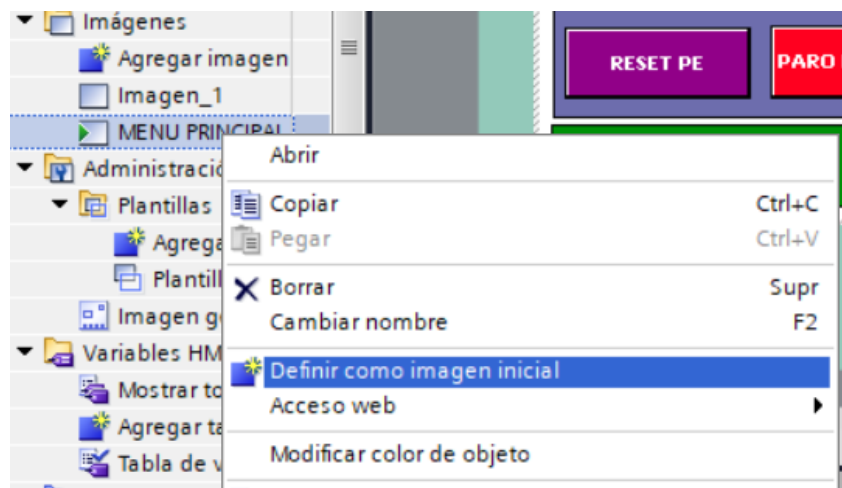 Imágenes
Agregar imagen
Imagen_1
MENU PRINCIPAL
Administració
Plantillas
Agrega
Plantill
Imagen g
Variables HM
Mostrar to
Agregar ta
Tabla de v
RESET PE
PARO
Abrir
Copiar Ctrl+C
Pegar Ctrl+V
Borrar Supr
Cambiar nombre F2
Definir como imagen inicial
Acceso web
Modificar color de objeto